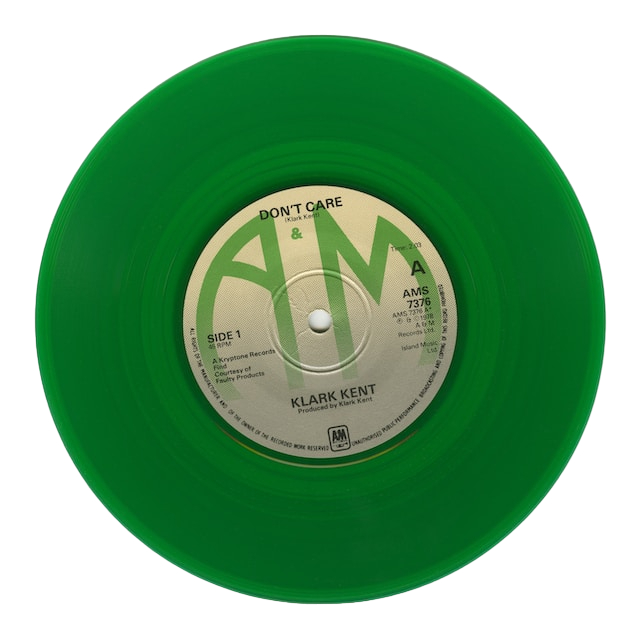 DON'T CARE
(Klark Kent)
A&M
Time: 2.03
A
AMS
7376
AMS 7376 A*
℗ & © 1978
A & M
Records Ltd.
Island Music
Ltd.
SIDE 1
45 RPM
A Kryptone Records
Find
Courtesy of
Faulty Products
KLARK KENT
Produced by Klark Kent
A&M
ALL RIGHTS OF THE MANUFACTURER AND OF THE OWNER OF THE RECORDED WORK RESERVED
UNAUTHORISED PUBLIC PERFORMANCE, BROADCASTING AND COPYING OF THIS RECORD PROHIBITED